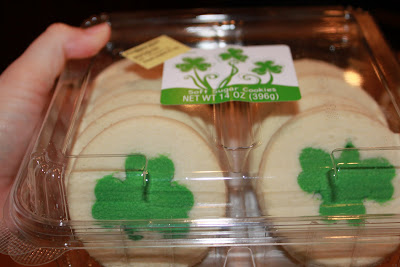 Soft Sugar Cookies
NET WT 14 OZ (396g)